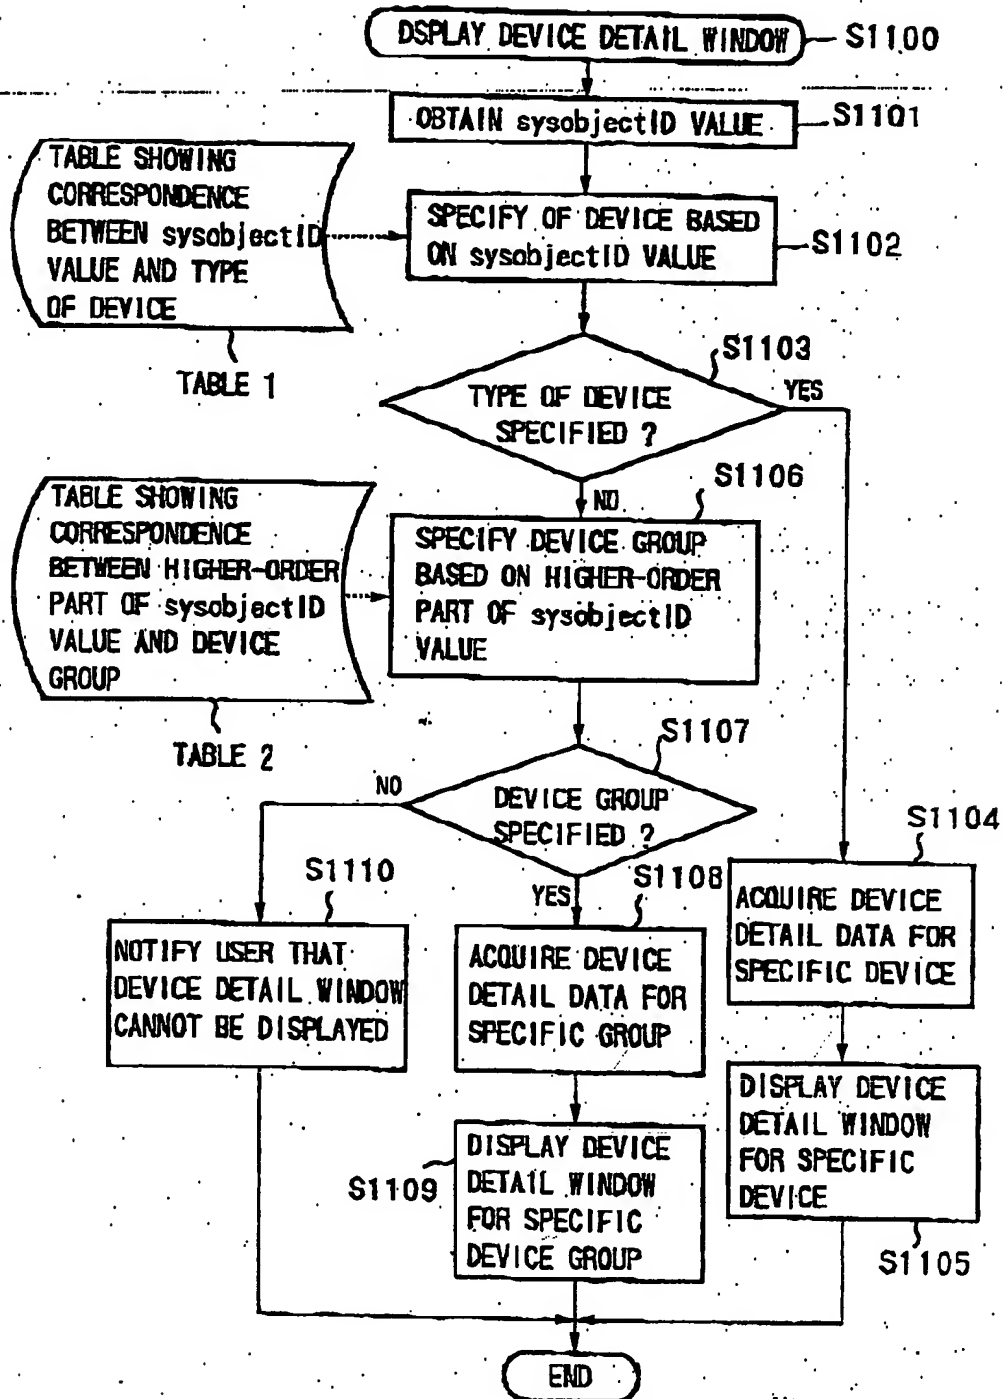 DSPLAY DEVICE DETAIL WINDOW
S1100
OBTAIN sysobjectID VALUE
S1101
TABLE SHOWING
CORRESPONDENCE
BETWEEN sysobjectID
VALUE AND TYPE
OF DEVICE
TABLE 1
SPECIFY OF DEVICE BASED
ON sysobjectID VALUE
S1102
S1103
TYPE OF DEVICE
SPECIFIED ?
YES
NO
S1106
TABLE SHOWING
CORRESPONDENCE
BETWEEN HIGHER-ORDER
PART OF sysobjectID
VALUE AND DEVICE
GROUP
TABLE 2
SPECIFY DEVICE GROUP
BASED ON HIGHER-ORDER
PART OF sysobjectID
VALUE
S1107
DEVICE GROUP
SPECIFIED ?
NO
YES
S1110
NOTIFY USER THAT
DEVICE DETAIL WINDOW
CANNOT BE DISPLAYED
S1108
ACQUIRE DEVICE
DETAIL DATA FOR
SPECIFIC GROUP
S1104
ACQUIRE DEVICE
DETAIL DATA FOR
SPECIFIC DEVICE
S1109
DISPLAY DEVICE
DETAIL WINDOW
FOR SPECIFIC
DEVICE GROUP
DISPLAY DEVICE
DETAIL WINDOW
FOR SPECIFIC
DEVICE
S1105
END